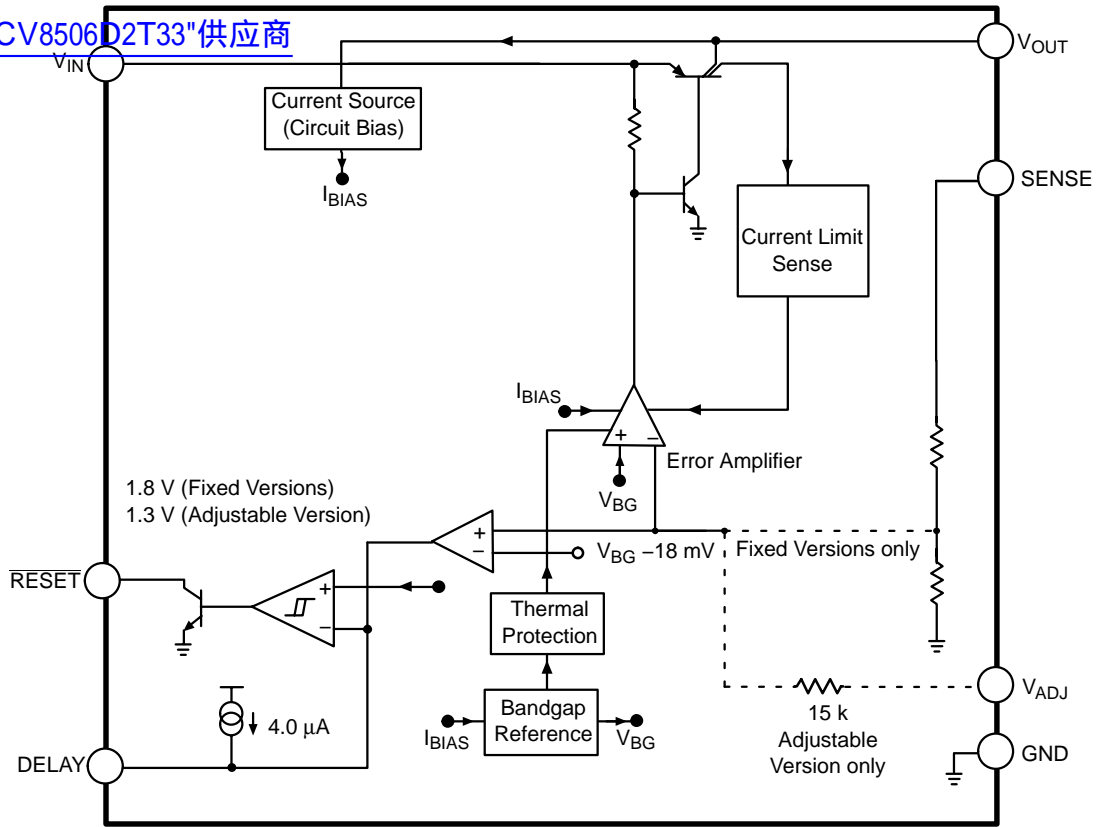 CV8506D2T33"供应商
VIN
VOUT
Current Source
(Circuit Bias)
IBIAS
SENSE
Current Limit
Sense
IBIAS
+ −
Error Amplifier
VBG
1.8 V (Fixed Versions)
1.3 V (Adjustable Version)
+
−
VBG −18 mV
Fixed Versions only
RESET
+
−
Thermal
Protection
4.0 μA
IBIAS
Bandgap
Reference
VBG
15 k
Adjustable
Version only
VADJ
DELAY
GND